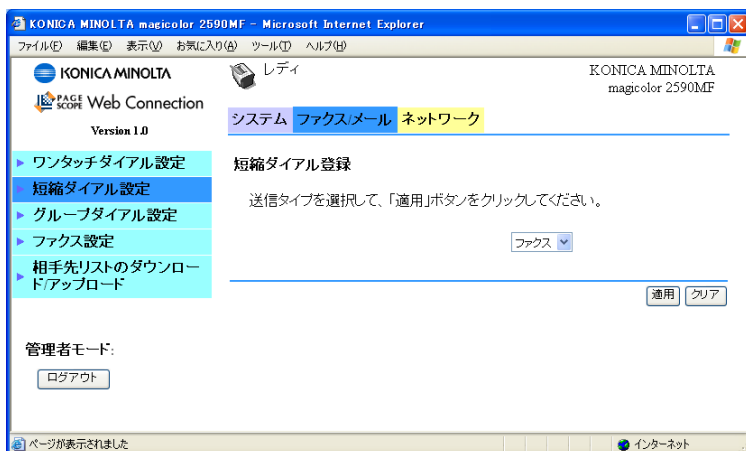 KONICA MINOLTA magicolor 2590MF - Microsoft Internet Explorer
ファイル(F) 編集(E) 表示(V) お気に入り(A) ツール(T) ヘルプ(H)
KONICA MINOLTA
PAGE SCOPE Web Connection
Version 1.0
レディ
KONICA MINOLTA
magicolor 2590MF
システム ファクス/メール ネットワーク
ワンタッチダイアル設定
短縮ダイアル設定
グループダイアル設定
ファクス設定
相手先リストのダウンロー
ド/アップロード
管理者モード:
ログアウト
短縮ダイアル登録
送信タイプを選択して、「適用」ボタンをクリックしてください。
ファクス
適用 クリア
ページが表示されました
インターネット